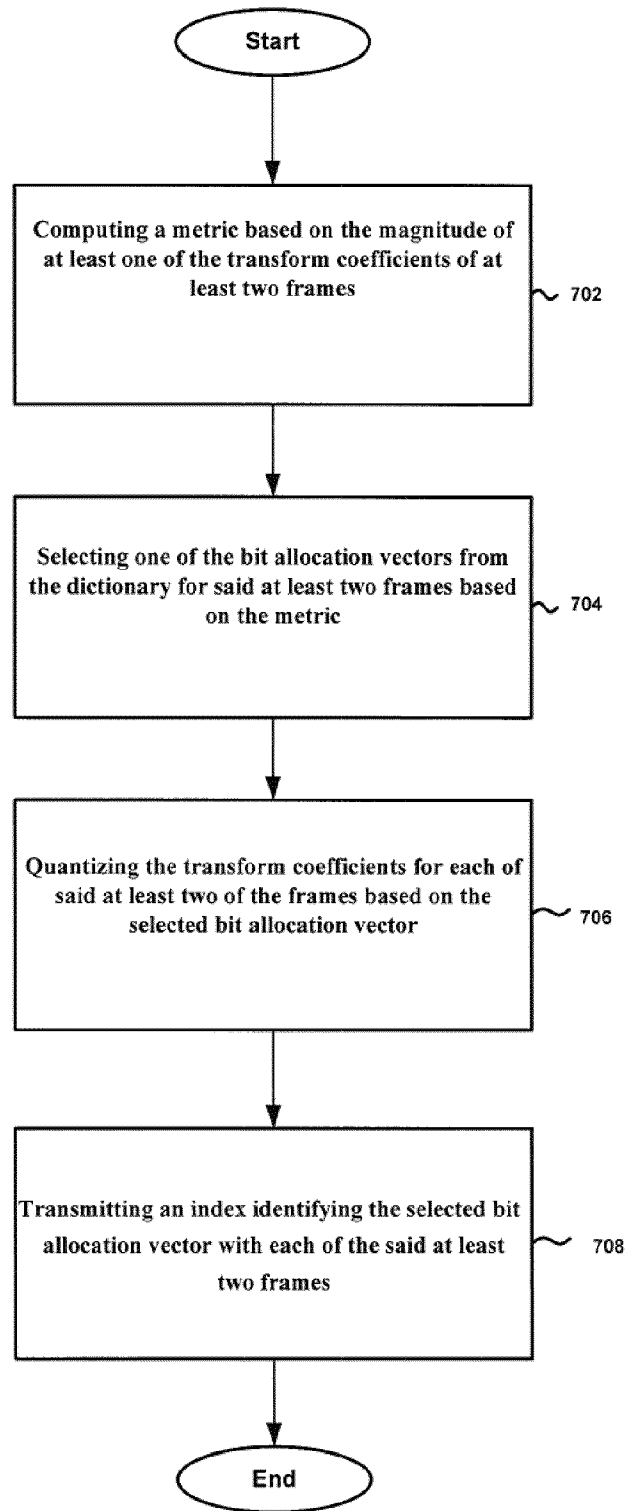 Start
Computing a metric based on the magnitude of
at least one of the transform coefficients of at
least two frames
702
Selecting one of the bit allocation vectors from
the dictionary for said at least two frames based
on the metric
704
Quantizing the transform coefficients for each of
said at least two of the frames based on the
selected bit allocation vector
706
Transmitting an index identifying the selected bit
allocation vector with each of the said at least
two frames
708
End